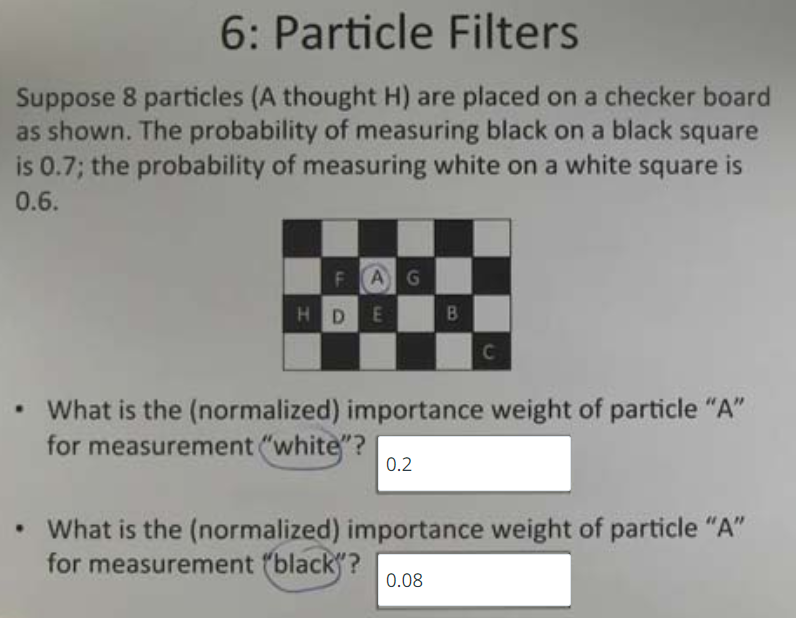 6: Particle Filters
Suppose 8 particles (A thought H) are placed on a checker board
as shown. The probability of measuring black on a black square
is 0.7; the probability of measuring white on a white square is
0.6.
F A G
H D E B
C
• What is the (normalized) importance weight of particle “A”
for measurement “white”?
0.2
• What is the (normalized) importance weight of particle “A”
for measurement “black”?
0.08